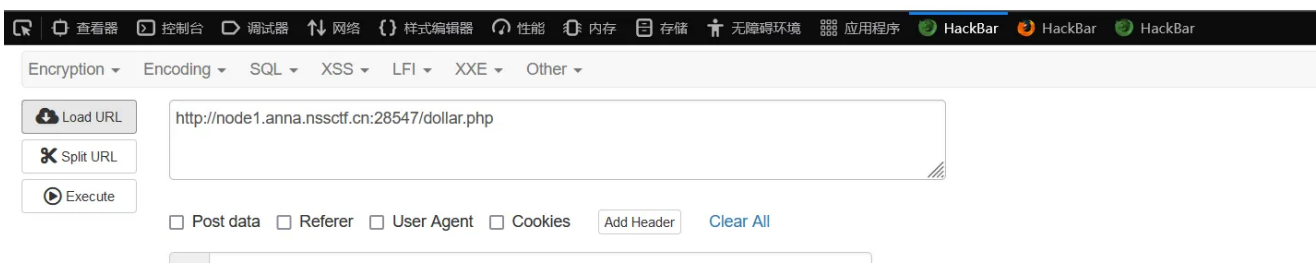 查看器 控制台 调试器 网络 {} 样式编辑器 性能 内存 存储 无障碍环境 应用程序 HackBar HackBar HackBar
Encryption Encoding SQL XSS LFI XXE Other
Load URL http://node1.anna.nssctf.cn:28547/dollar.php
Split URL
Execute
Post data Referer User Agent Cookies Add Header Clear All